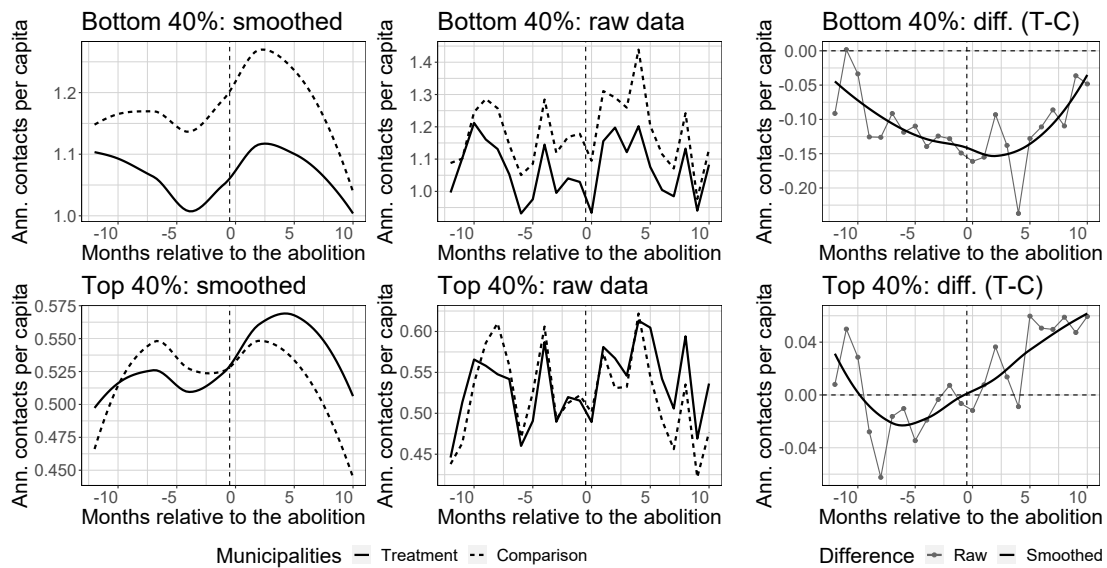 Bottom 40%: smoothed
Ann. contacts per capita
1.2
1.1
1.0
-10 -5 0 5 10
Months relative to the abolition
Bottom 40%: raw data
Ann. contacts per capita
1.4
1.3
1.2
1.1
1.0
-10 -5 0 5 10
Months relative to the abolition
Bottom 40%: diff. (T-C)
Ann. contacts per capita
0.00
-0.05
-0.10
-0.15
-0.20
-10 -5 0 5 10
Months relative to the abolition
Top 40%: smoothed
Ann. contacts per capita
0.575
0.550
0.525
0.500
0.475
0.450
-10 -5 0 5 10
Months relative to the abolition
Top 40%: raw data
Ann. contacts per capita
0.60
0.55
0.50
0.45
-10 -5 0 5 10
Months relative to the abolition
Top 40%: diff. (T-C)
Ann. contacts per capita
0.04
0.00
-0.04
-10 -5 0 5 10
Months relative to the abolition
Municipalities Treatment Comparison
Difference Raw Smoothed